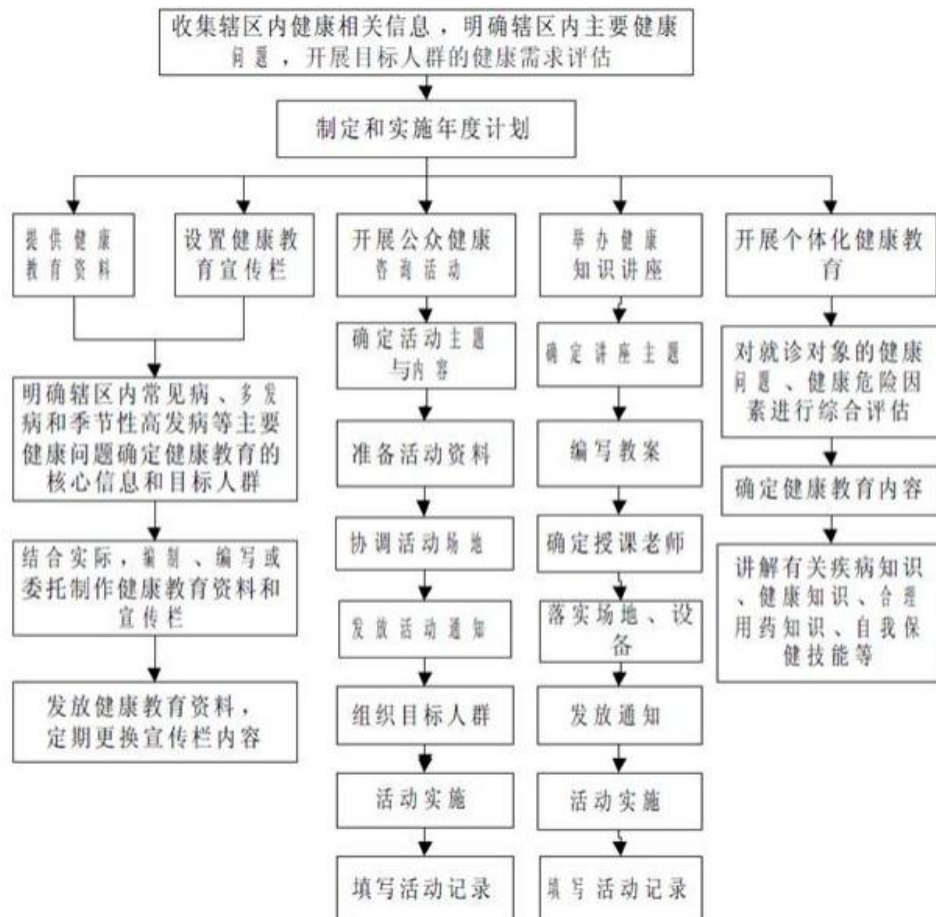 收集辖区内健康相关信息，明确辖区内主要健康
问题，开展目标人群的健康需求评估
制定和实施年度计划
提供健康
教育资料
设置健康教
育宣传栏
开展公众健康
咨询活动
举办健康
知识讲座
开展个体化健康教
育
明确辖区内常见病、多发
病和季节性高发病等主要
健康问题确定健康教育的
核心信息和目标人群
结合实际，编制、编写或
委托制作健康教育资料和
宣传栏
发放健康教育资料，
定期更换宣传栏内容
确定活动主题
与内容
准备活动资料
协调活动场地
发放活动通知
组织目标人群
活动实施
填写活动记录
确定讲座主题
编写教案
确定授课老师
落实场地、设
备
发放通知
活动实施
填写活动记录
对就诊对象的健康
问题、健康危险因
素进行综合评估
确定健康教育内容
讲解有关疾病知识
、健康知识、合理
用药知识、自我保
健技能等